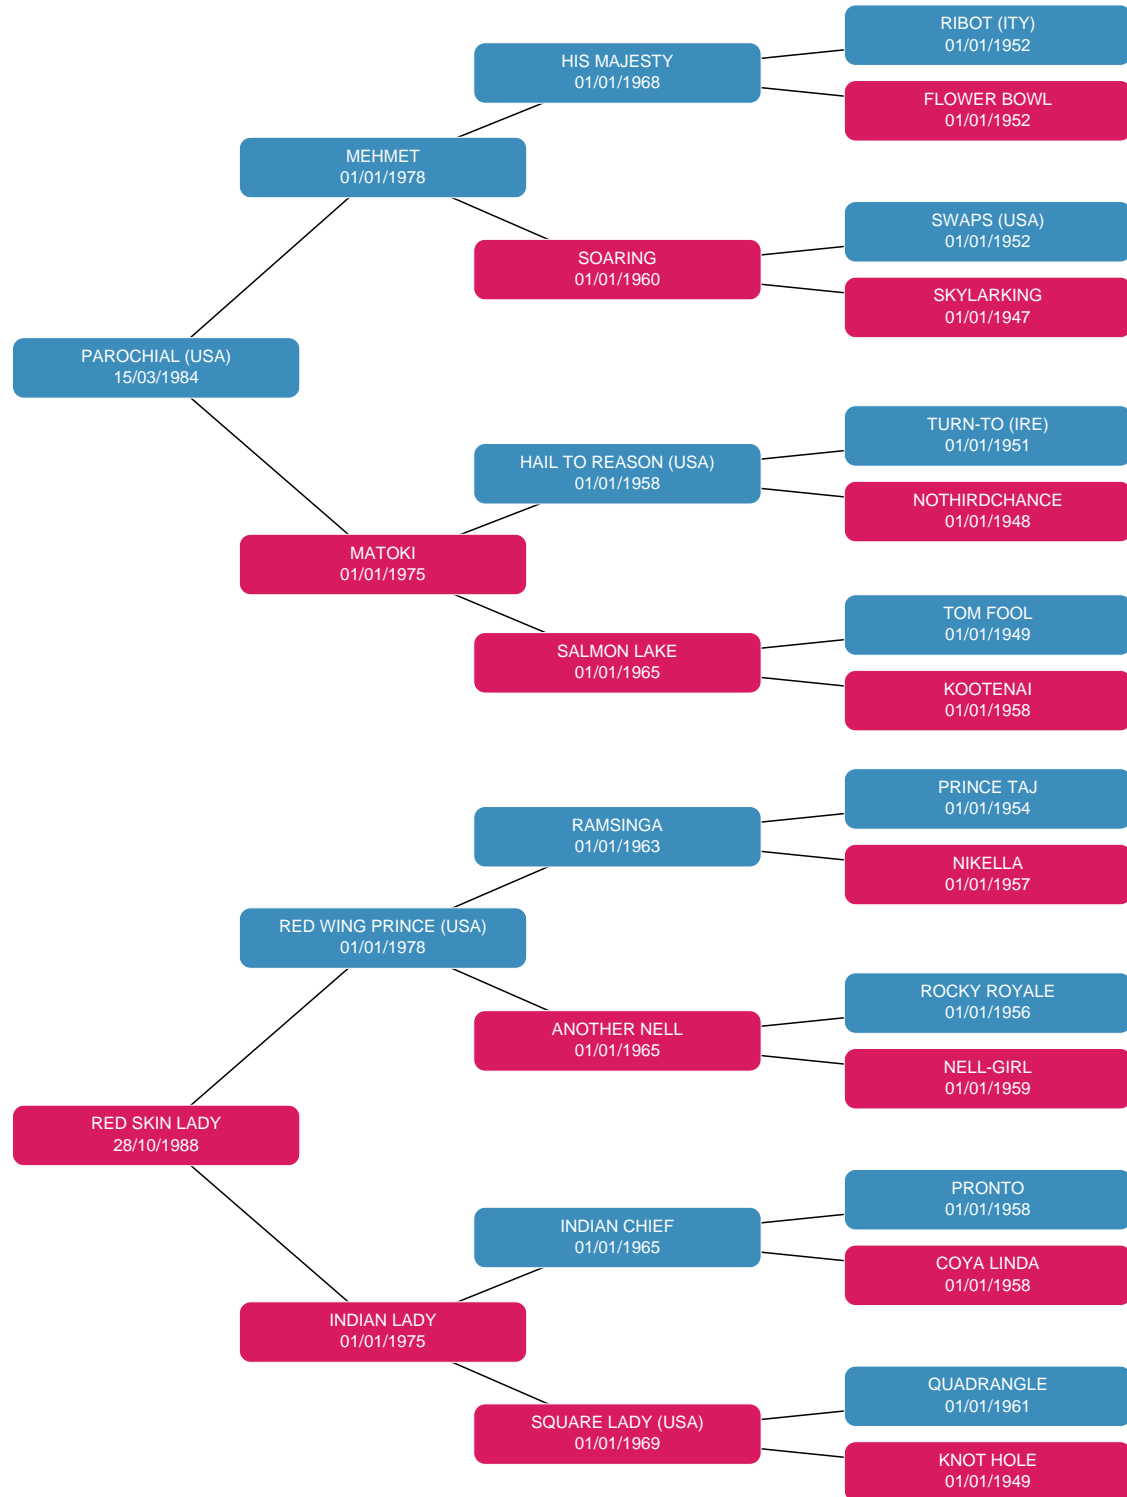 RIBOT (ITY)
01/01/1952
HIS MAJESTY
01/01/1968
FLOWER BOWL
01/01/1952
MEHMET
01/01/1978
SWAPS (USA)
01/01/1952
SOARING
01/01/1960
SKYLARKING
01/01/1947
PAROCHIAL (USA)
15/03/1984
TURN-TO (IRE)
01/01/1951
HAIL TO REASON (USA)
01/01/1958
NOTHIRDCHANCE
01/01/1948
MATOKI
01/01/1975
TOM FOOL
01/01/1949
SALMON LAKE
01/01/1965
KOOTENAI
01/01/1958
PRINCE TAJ
01/01/1954
RAMSINGA
01/01/1963
NIKELLA
01/01/1957
RED WING PRINCE (USA)
01/01/1978
ROCKY ROYALE
01/01/1956
ANOTHER NELL
01/01/1965
NELL-GIRL
01/01/1959
RED SKIN LADY
28/10/1988
PRONTO
01/01/1958
INDIAN CHIEF
01/01/1965
COYA LINDA
01/01/1958
INDIAN LADY
01/01/1975
QUADRANGLE
01/01/1961
SQUARE LADY (USA)
01/01/1969
KNOT HOLE
01/01/1949